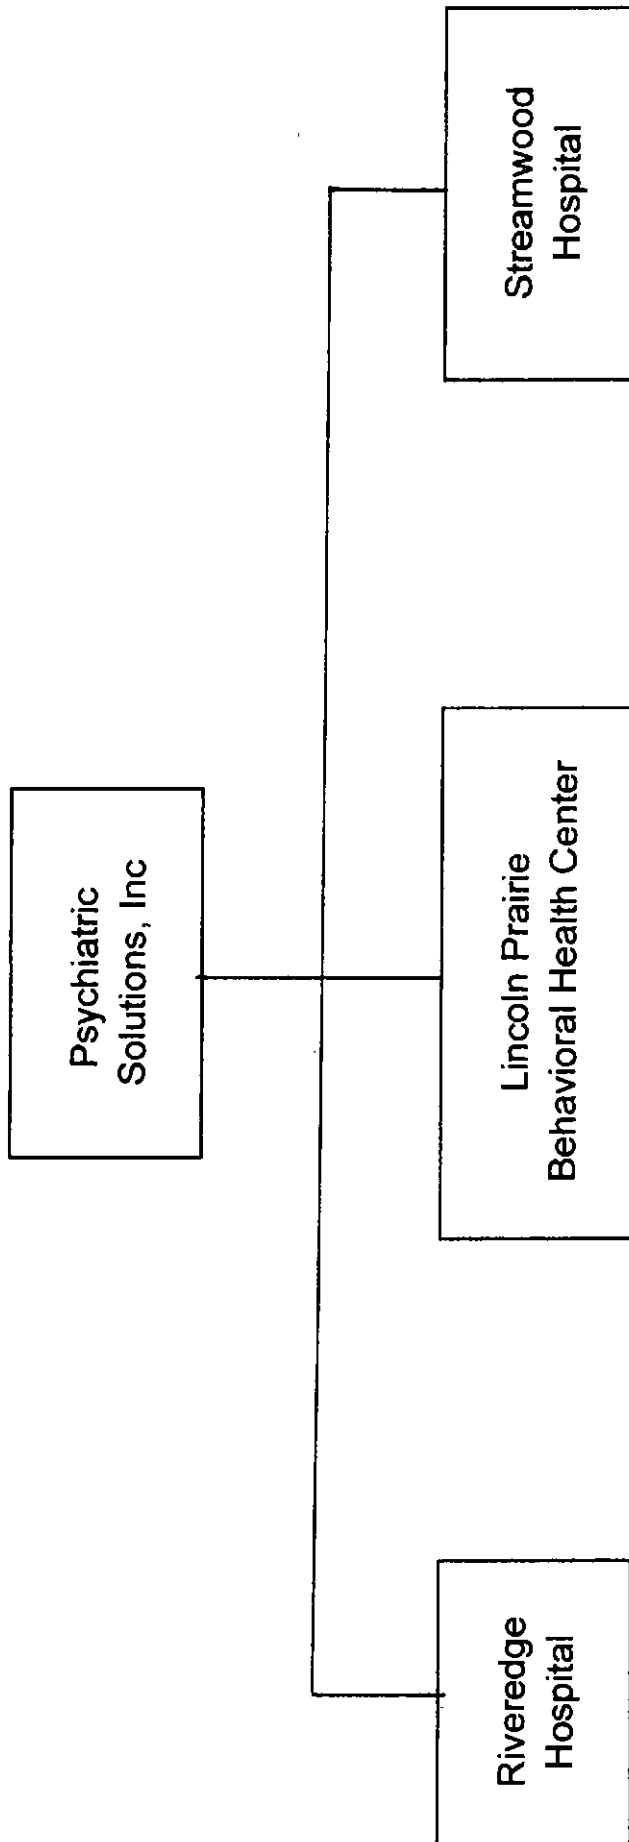 Psychiatric
Solutions, Inc
Riveredge
Hospital
Lincoln Prairie
Behavioral Health Center
Streamwood
Hospital